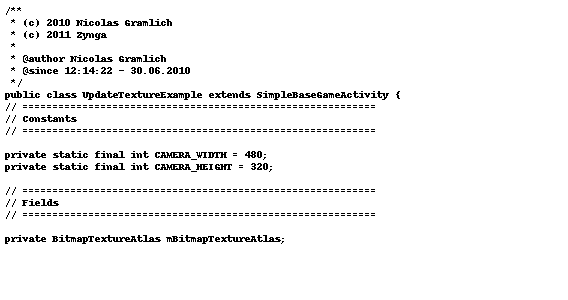 /**
 * (c) 2010 Nicolas Gramlich
 * (c) 2011 Zynga
 *
 * @author Nicolas Gramlich
 * @since 12:14:22 - 30.06.2010
 */
public class UpdateTextureExample extends SimpleBaseGameActivity {
// ===========================================================
// Constants
// ===========================================================

private static final int CAMERA_WIDTH = 480;
private static final int CAMERA_HEIGHT = 320;

// ===========================================================
// Fields
// ===========================================================

private BitmapTextureAtlas mBitmapTextureAtlas;